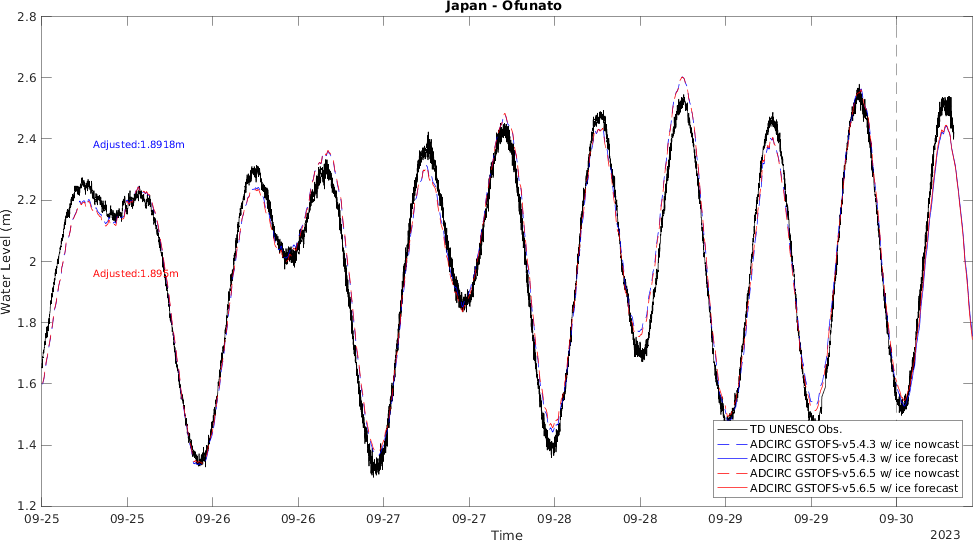 Japan - Ofunato
2.8
2.6
2.4
2.2
2
1.8
1.6
1.4
1.2
Water Level (m)
Adjusted:1.8918m
Adjusted:1.895m
TD UNESCO Obs.
ADCIRC GSTOFS-v5.4.3 w/ ice nowcast
ADCIRC GSTOFS-v5.4.3 w/ ice forecast
ADCIRC GSTOFS-v5.6.5 w/ ice nowcast
ADCIRC GSTOFS-v5.6.5 w/ ice forecast
09-25 09-25 09-26 09-26 09-27 09-27 09-28 09-28 09-29 09-29 09-30
Time
2023